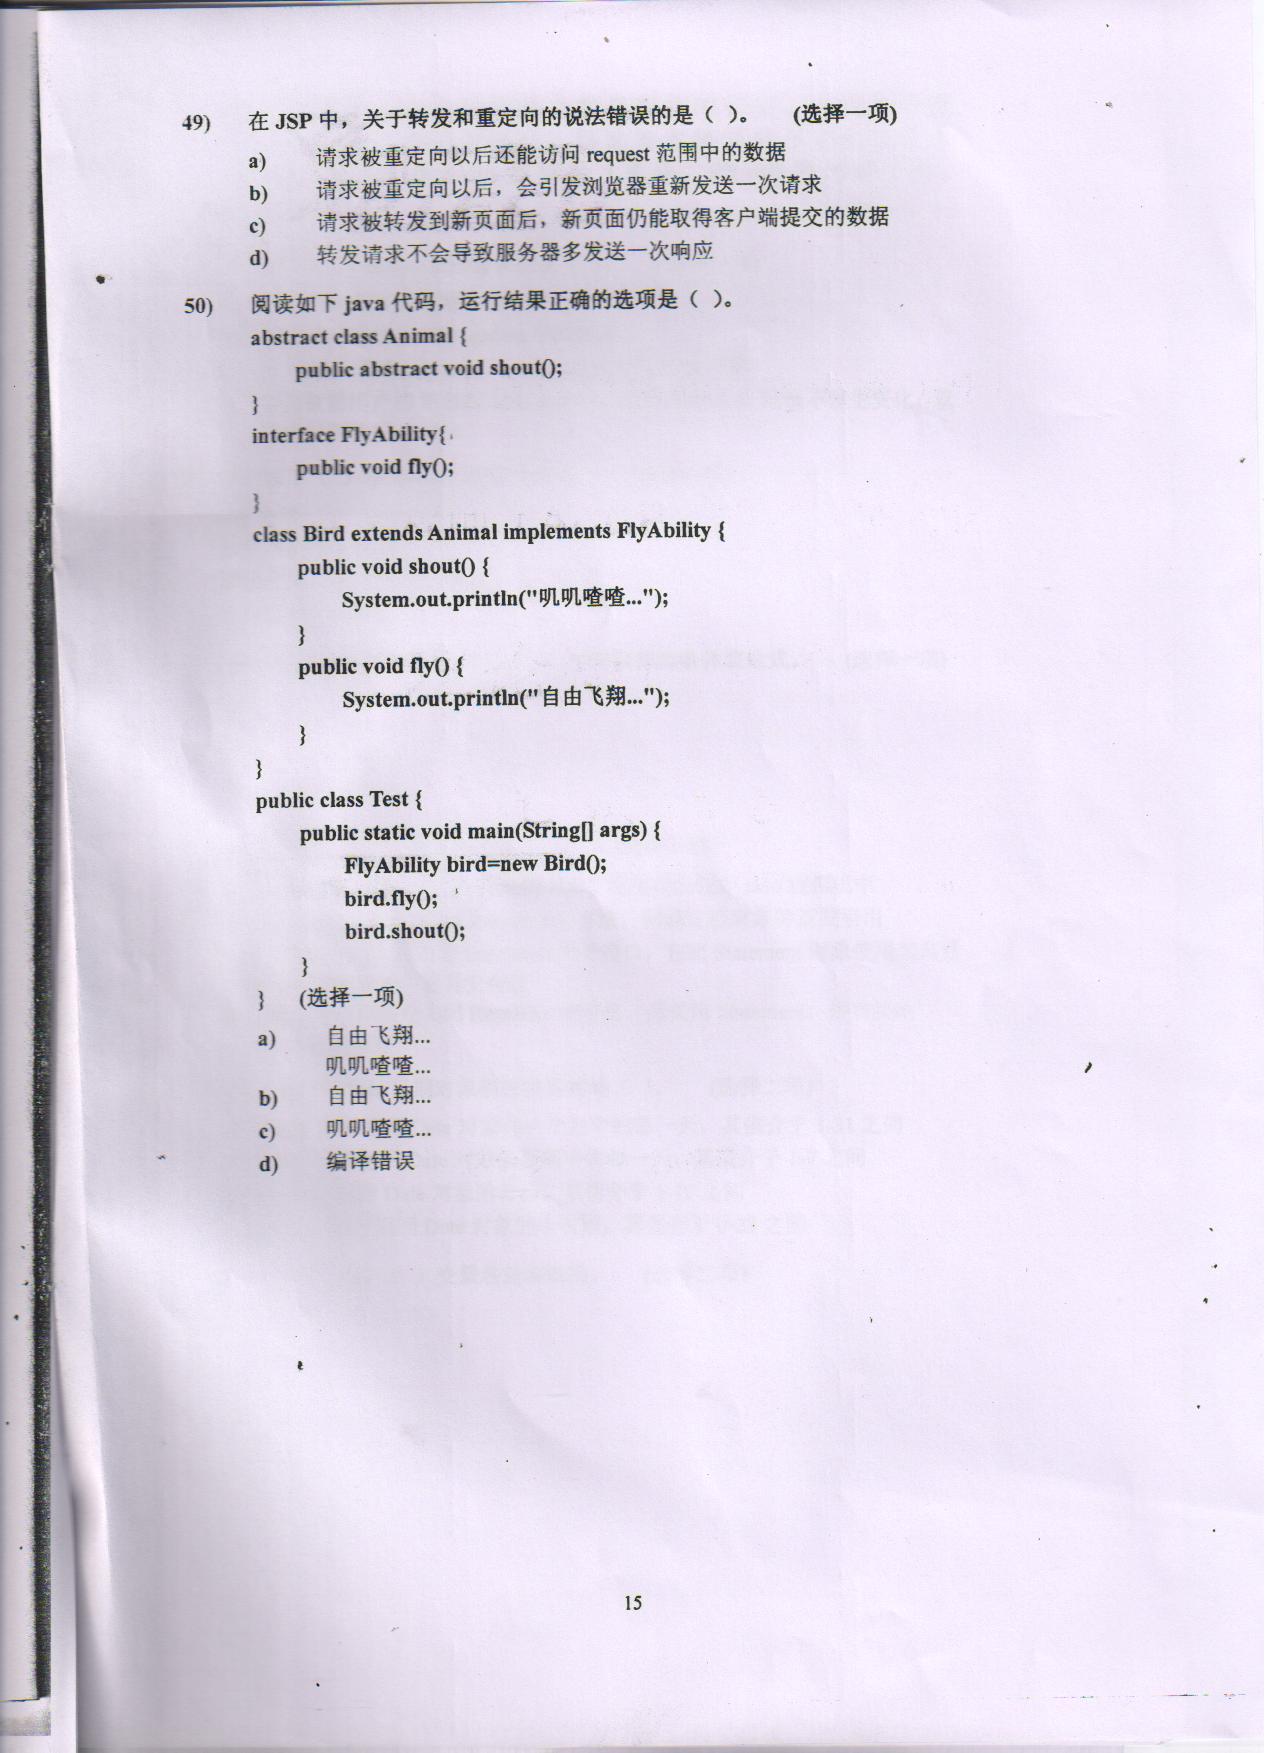 49) 在 JSP 中，关于转发和重定向的说法错误的是（ ）。 (选择一项)
a) 请求被重定向以后还能访问 request 范围中的数据
b) 请求被重定向以后，会引发浏览器重新发送一次请求
c) 请求被转发到新页面后，新页面仍能取得客户端提交的数据
d) 转发请求不会导致服务器多发送一次响应
50) 阅读如下 java 代码，运行结果正确的选项是（ ）。
abstract class Animal {
public abstract void shout();
}
interface FlyAbility{
public void fly();
}
class Bird extends Animal implements FlyAbility {
public void shout() {
System.out.println("叽叽喳喳...");
}
public void fly() {
System.out.println("自由飞翔...");
}
}
public class Test {
public static void main(String[] args) {
FlyAbility bird=new Bird();
bird.fly();
bird.shout();
}
} (选择一项)
a) 自由飞翔...
叽叽喳喳...
b) 自由飞翔...
c) 叽叽喳喳...
d) 编译错误
15